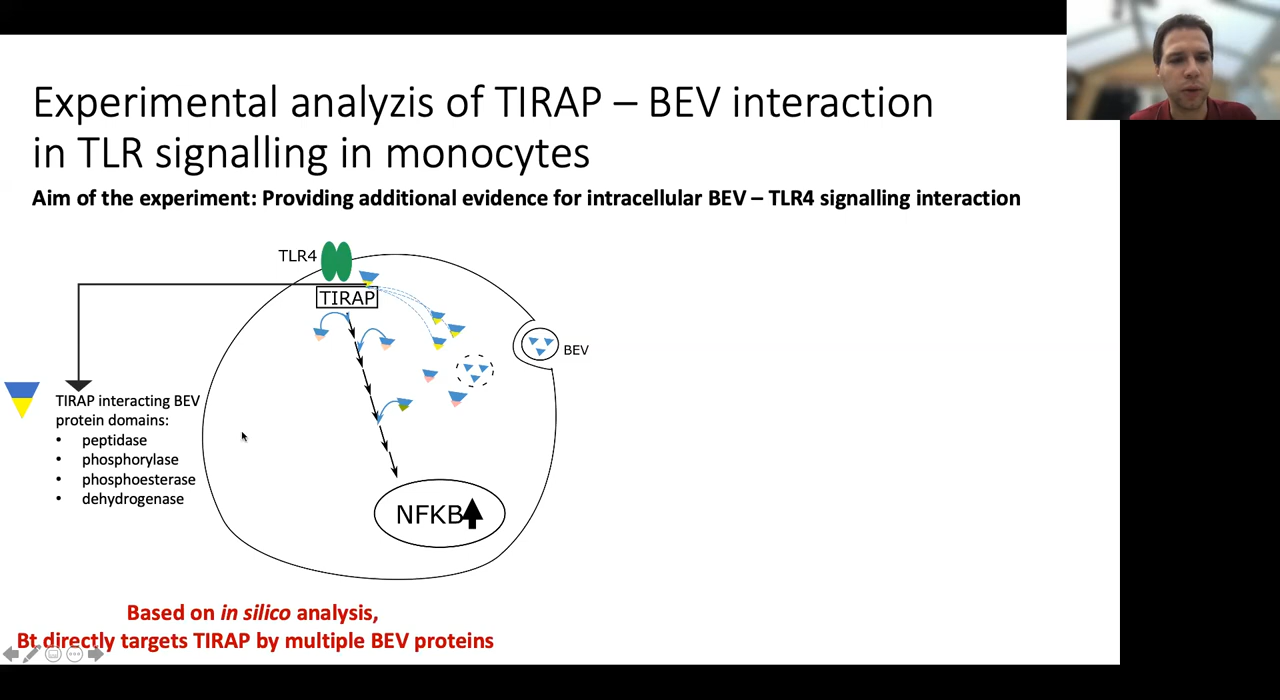 Experimental analyzis of TIRAP – BEV interaction
in TLR signalling in monocytes
Aim of the experiment: Providing additional evidence for intracellular BEV – TLR4 signalling interaction
TLR4
TIRAP
BEV
TIRAP interacting BEV
protein domains:
• peptidase
• phosphorylase
• phosphoesterase
• dehydrogenase
NFKB
Based on in silico analysis,
Bt directly targets TIRAP by multiple BEV proteins